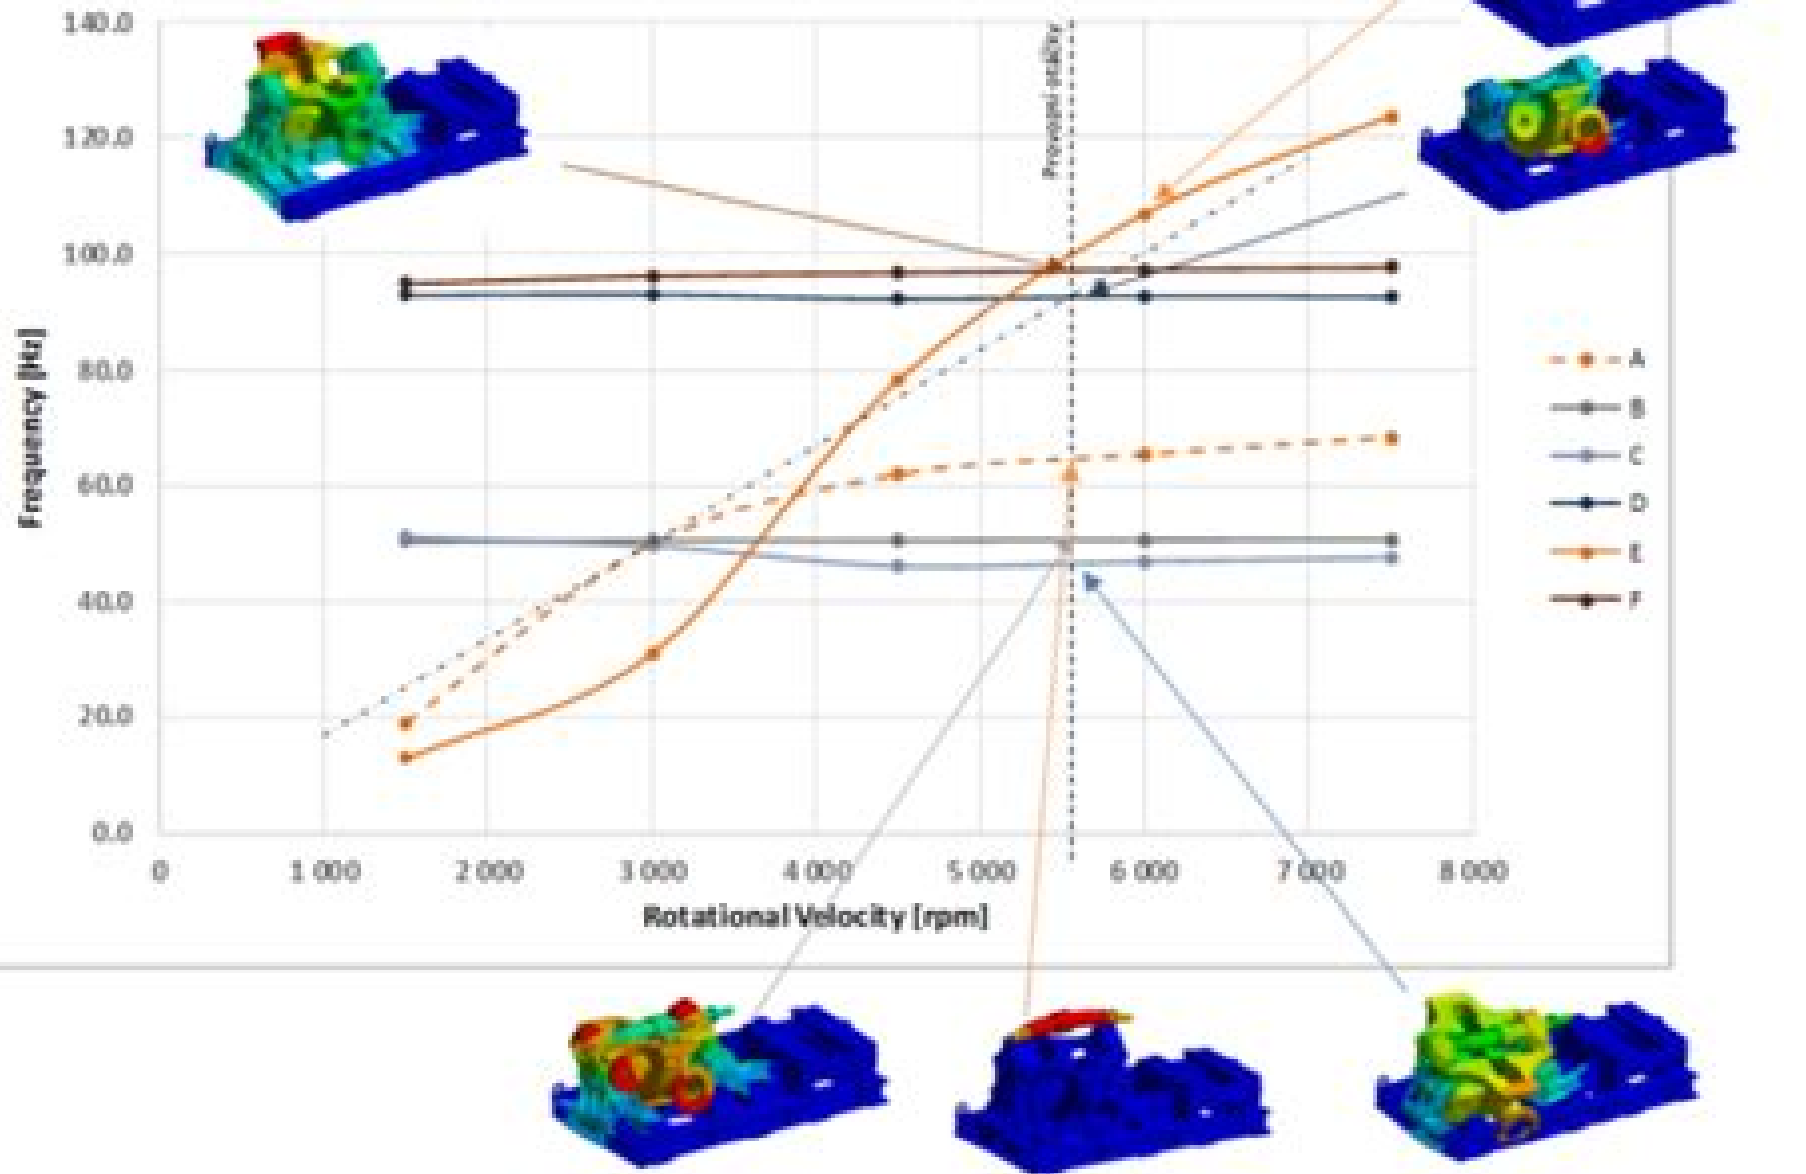 140.0
120.0
100.0
80.0
60.0
40.0
20.0
0.0
Frequency [Hz]
0 1 000 2 000 3 000 4 000 5 000 6 000 7 000 8 000
Rotational Velocity [rpm]
Provozní otáčky
A
B
C
D
E
F